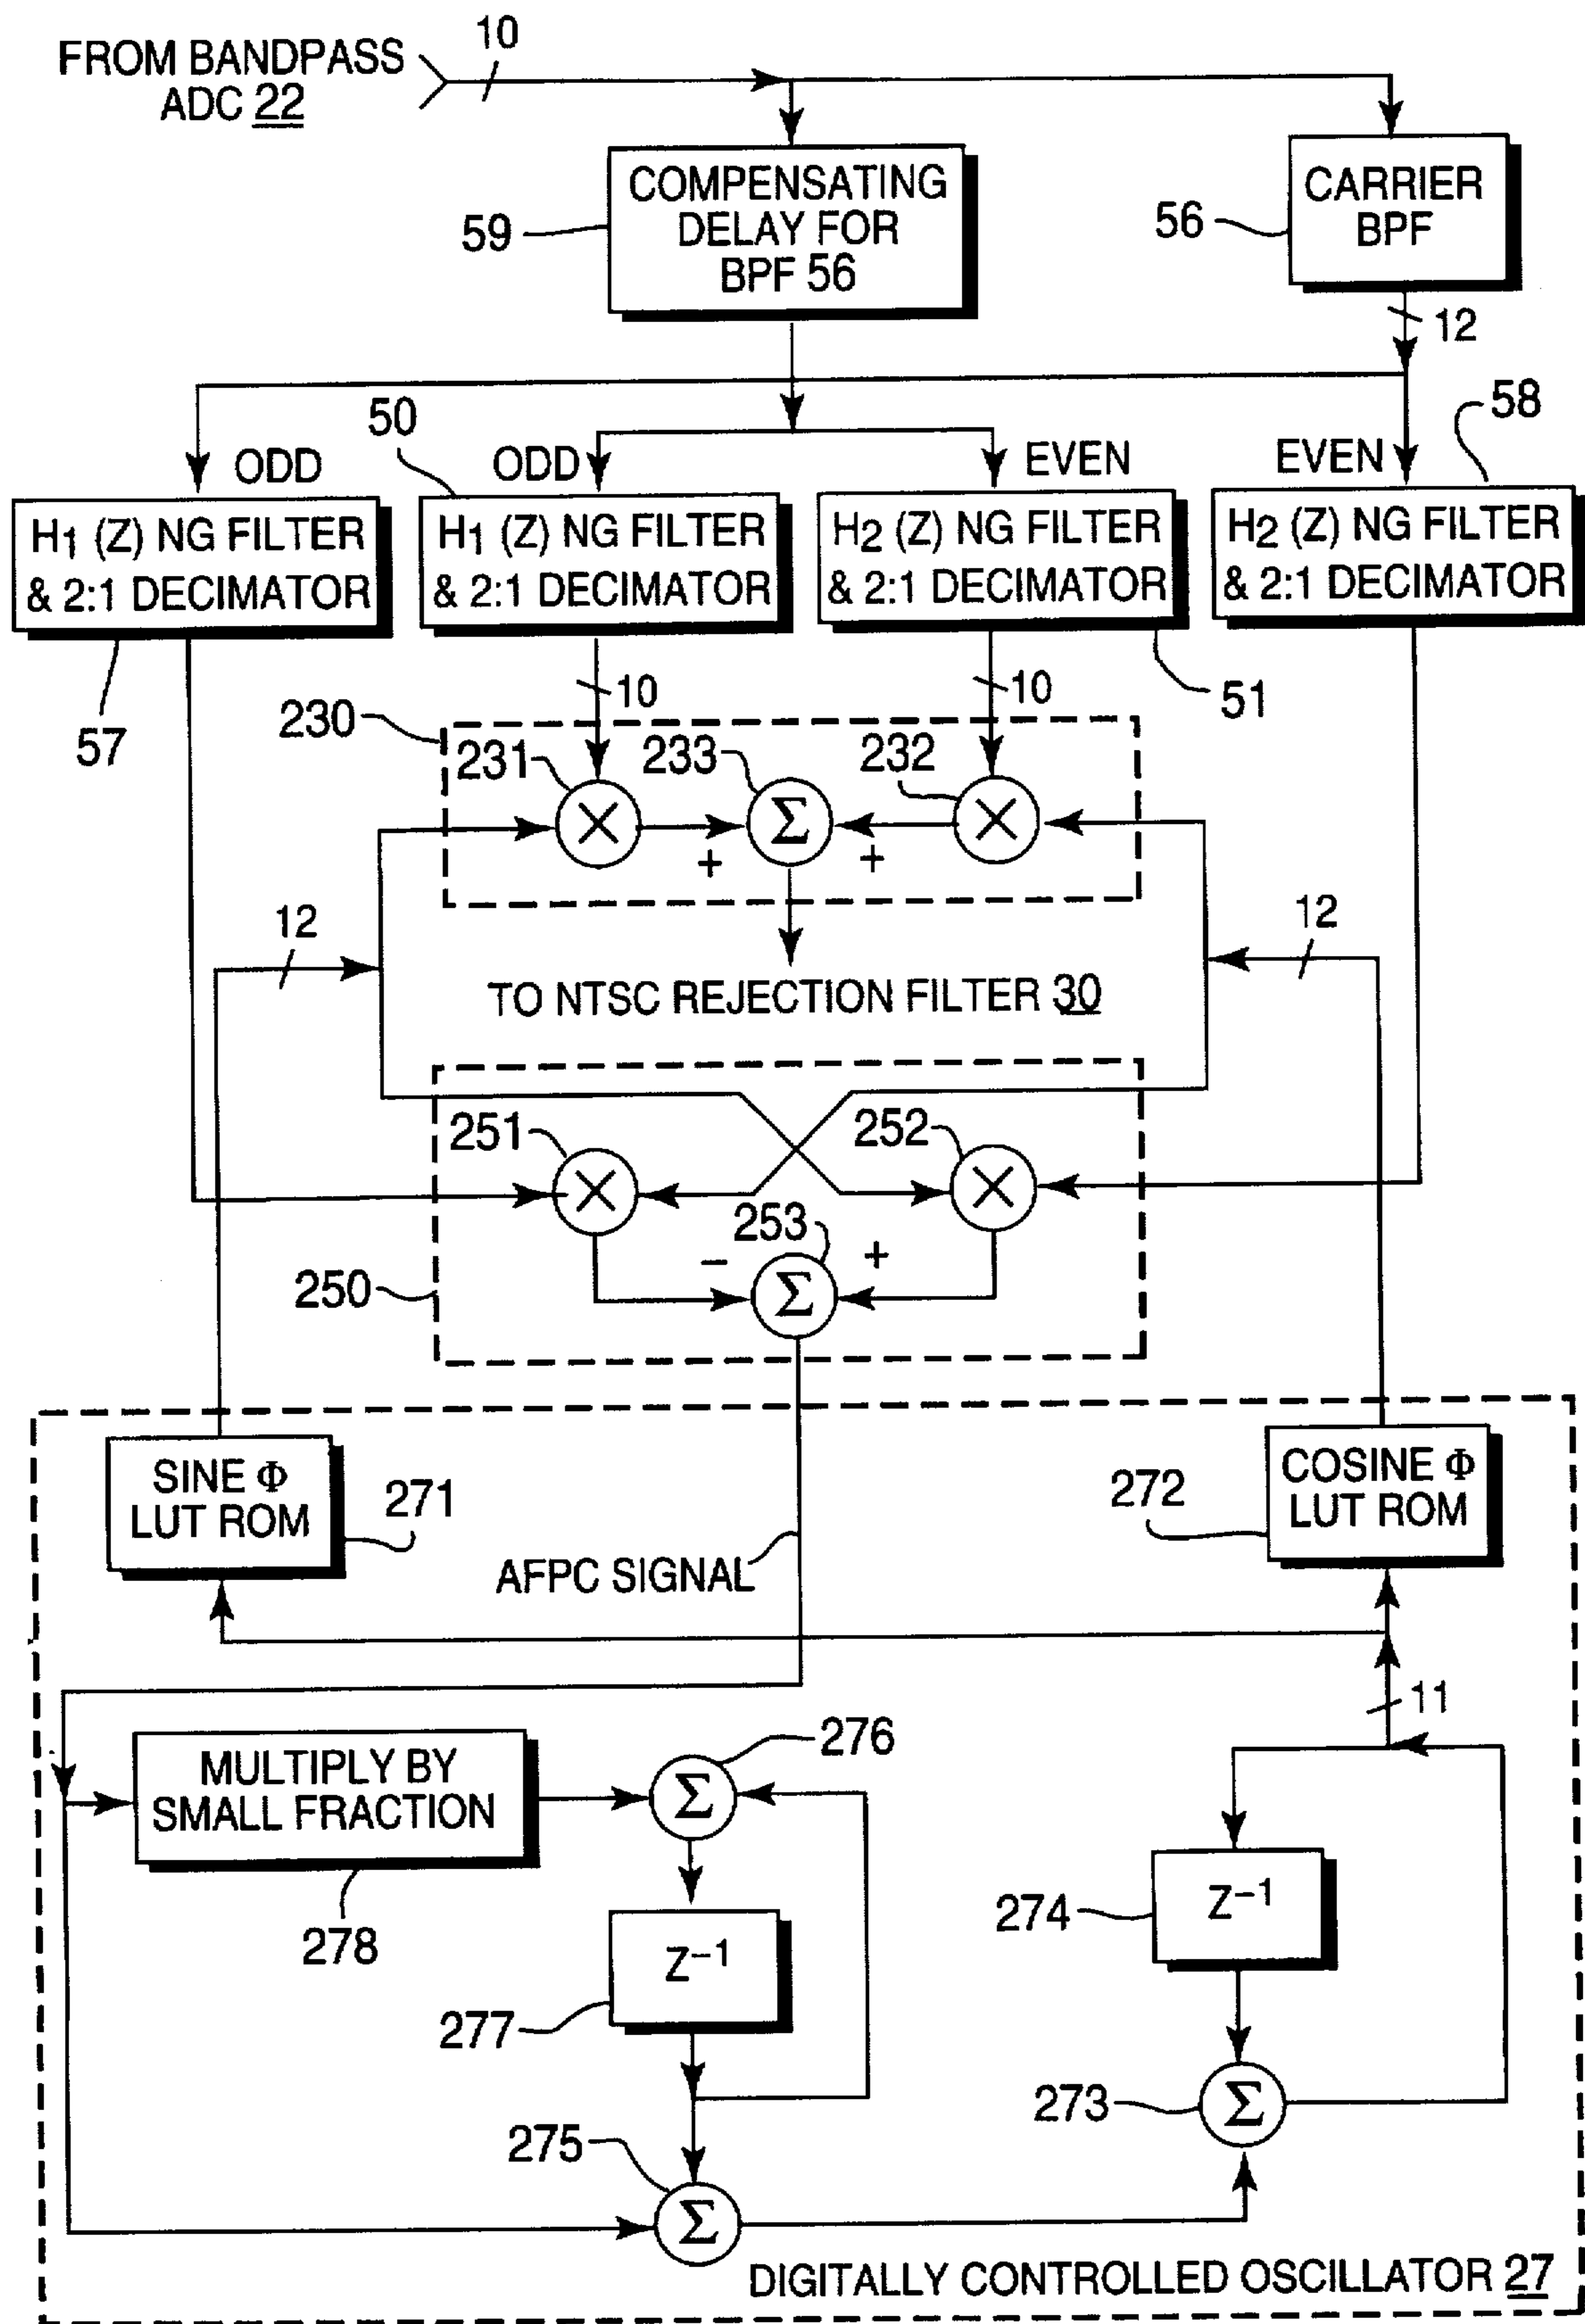 FROM BANDPASS
ADC 22
10
COMPENSATING
DELAY FOR
BPF 56
59
CARRIER
BPF
56
12
50
58
ODD
ODD
EVEN
EVEN
H1 (Z) NG FILTER
& 2:1 DECIMATOR
H1 (Z) NG FILTER
& 2:1 DECIMATOR
H2 (Z) NG FILTER
& 2:1 DECIMATOR
H2 (Z) NG FILTER
& 2:1 DECIMATOR
57
10
10
51
230
231
233
232
×
Σ
×
+
+
12
12
TO NTSC REJECTION FILTER 30
251
252
×
×
253
−
+
Σ
250
SINE Φ
LUT ROM
271
COSINE Φ
LUT ROM
272
AFPC SIGNAL
11
MULTIPLY BY
SMALL FRACTION
278
276
Σ
Z−1
277
Z−1
274
273
Σ
275
Σ
DIGITALLY CONTROLLED OSCILLATOR 27